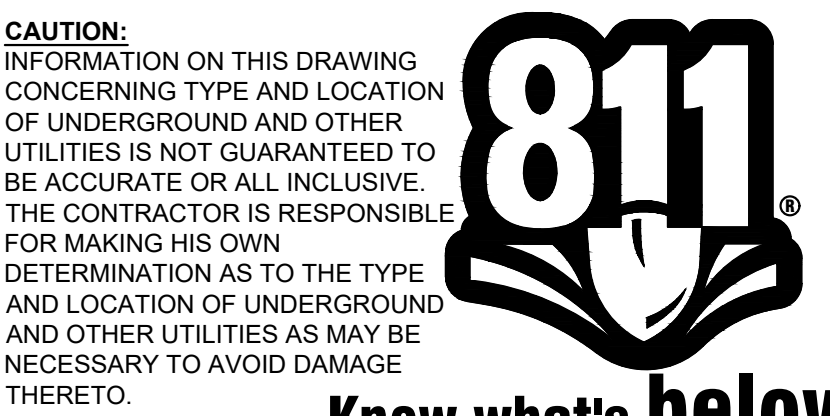 CAUTION:
INFORMATION ON THIS DRAWING
CONCERNING TYPE AND LOCATION
OF UNDERGROUND AND OTHER
UTILITIES IS NOT GUARANTEED TO
BE ACCURATE OR ALL INCLUSIVE.
THE CONTRACTOR IS RESPONSIBLE
FOR MAKING HIS OWN
DETERMINATION AS TO THE TYPE
AND LOCATION OF UNDERGROUND
AND OTHER UTILITIES AS MAY BE
NECESSARY TO AVOID DAMAGE
THERETO.
811®
Know what's below